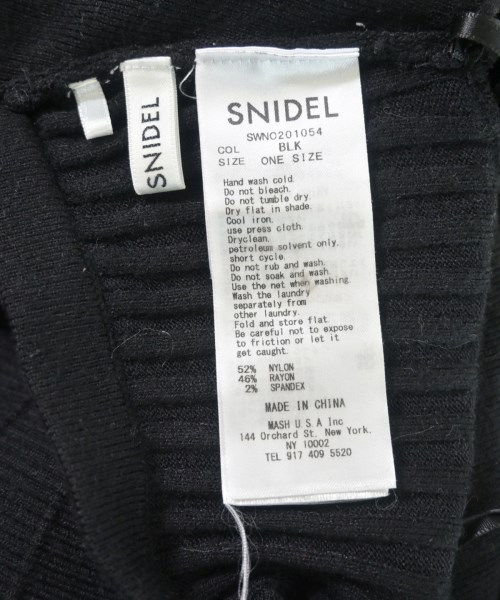 SNIDEL
SNIDEL
SWNC201054
COL BLK
SIZE ONE SIZE
Hand wash cold.
Do not bleach.
Do not tumble dry.
Dry flat in shade.
Cool iron.
use press cloth.
Dryclean,
petroleum solvent only.
short cycle.
Do not rub and wash.
Do not soak and wash.
Use the net when washing.
Wash the laundry
separately from
other laundry.
Fold and store flat.
Be careful not to expose
to friction or let it
get caught.
52% NYLON
46% RAYON
2% SPANDEX
MADE IN CHINA
MASH U.S.A Inc
144 Orchard St. New York.
NY 10002
TEL 917 409 5520